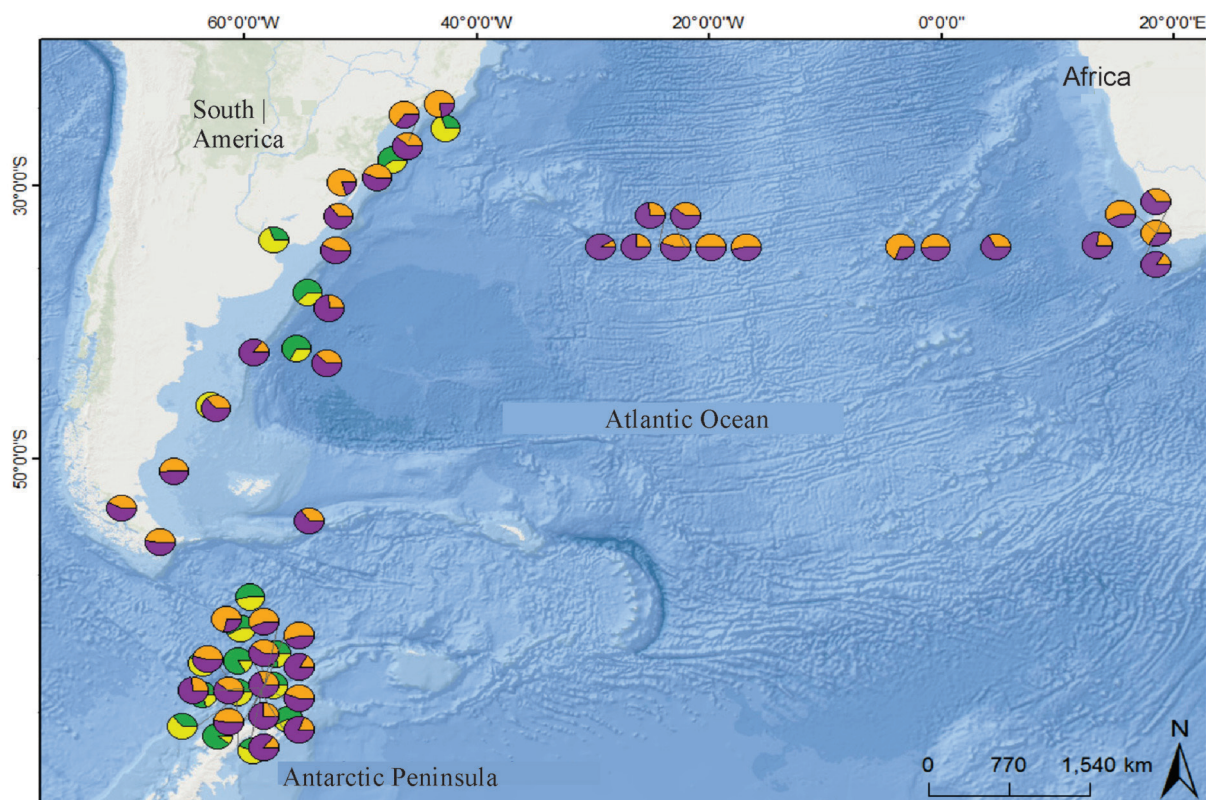 60°0'0"W
40°0'0"W
20°0'0"W
0°0'0"
20°0'0"E
South |
America
Africa
30°0'0"S
Atlantic Ocean
50°0'0"S
Antarctic Peninsula
0 770 1,540 km
N